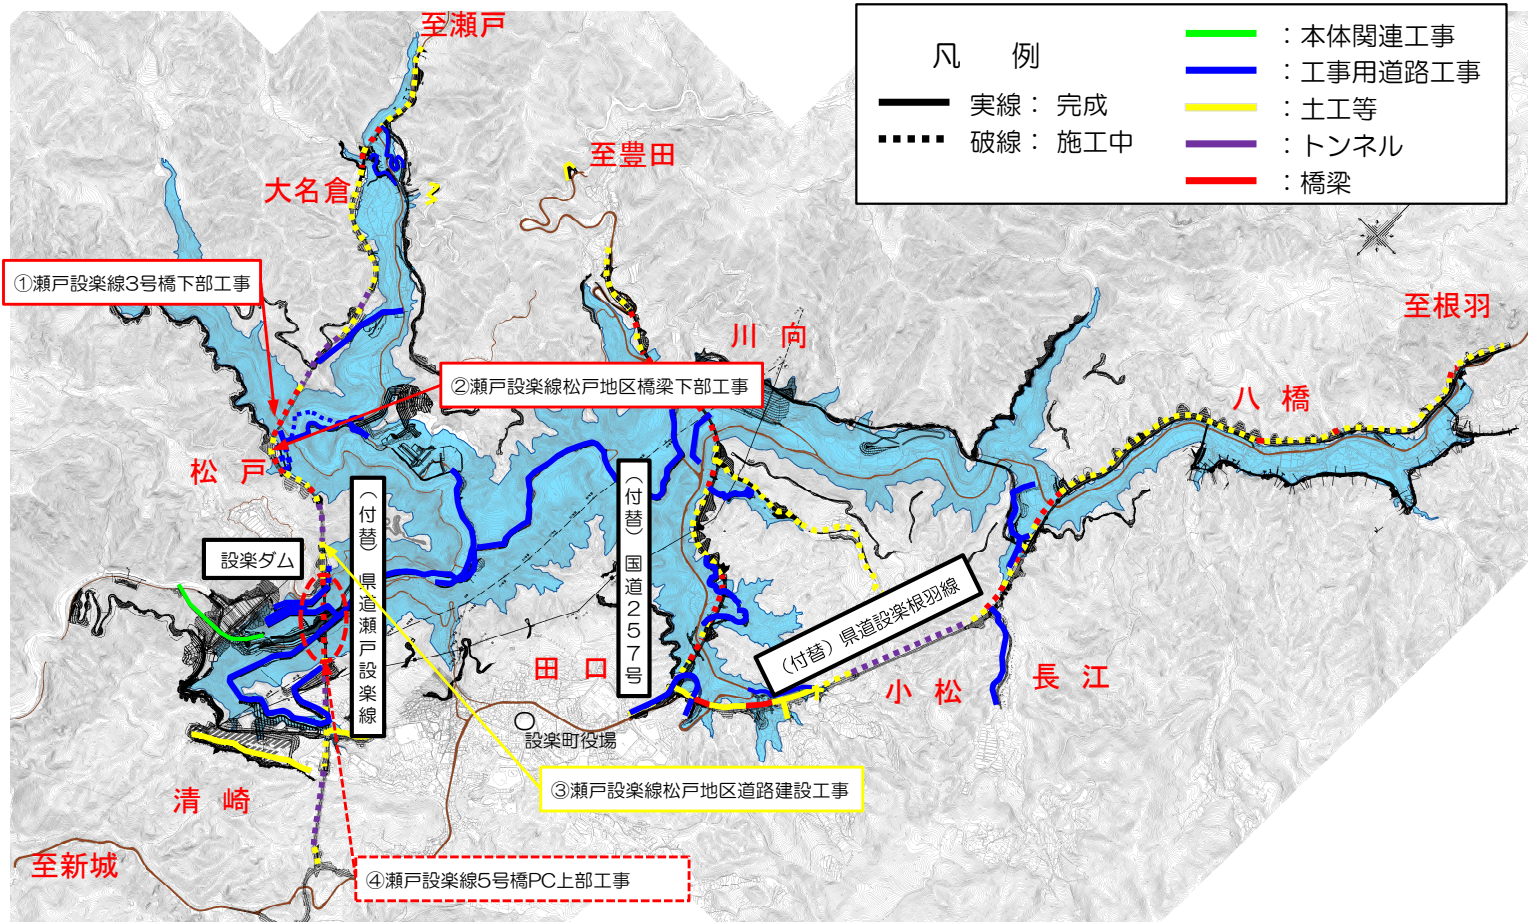 至瀬戸
凡 例
実線： 完成
破線： 施工中
：本体関連工事
：工事用道路工事
：土工等
：トンネル
：橋梁
至豊田
大名倉
①瀬戸設楽線3号橋下部工事
至根羽
川 向
②瀬戸設楽線松戸地区橋梁下部工事
八 橋
松 戸
（付替）県道瀬戸設楽線
（付替）国道257号
設楽ダム
（付替）県道設楽根羽線
田 口
小 松
長 江
設楽町役場
③瀬戸設楽線松戸地区道路建設工事
清 崎
至新城
④瀬戸設楽線5号橋PC上部工事